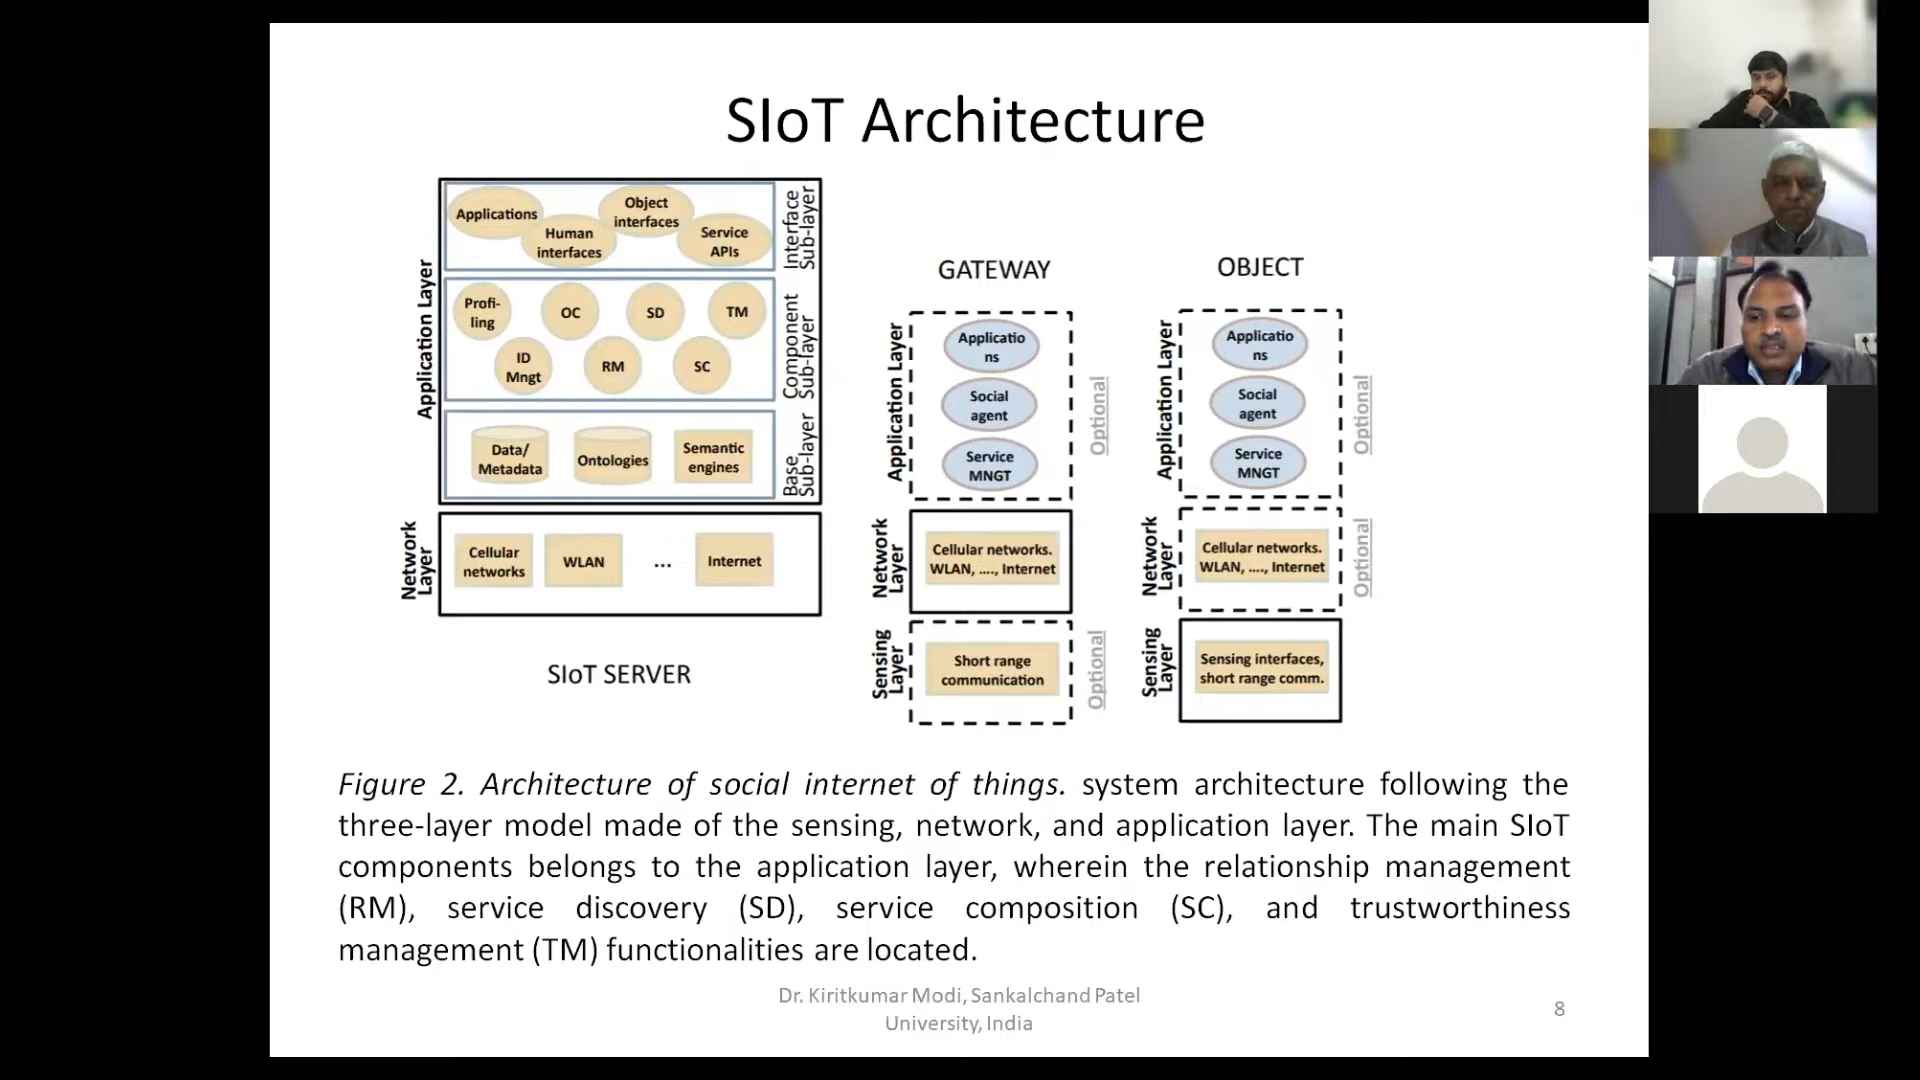 SIoT Architecture
Application Layer
Applications
Human
interfaces
Object
interfaces
Service
APIs
Interface
Sub-layer
Profi-
ling
OC
SD
TM
ID
Mngt
RM
SC
Component
Sub-layer
Data/
Metadata
Ontologies
Semantic
engines
Base
Sub-layer
Network
Layer
Cellular
networks
WLAN
...
Internet
SIoT SERVER
GATEWAY
Application Layer
Applicatio
ns
Social
agent
Service
MNGT
Optional
Network
Layer
Cellular networks.
WLAN, ...., Internet
Sensing
Layer
Short range
communication
Optional
OBJECT
Application Layer
Applicatio
ns
Social
agent
Service
MNGT
Optional
Network
Layer
Cellular networks.
WLAN, ...., Internet
Optional
Sensing
Layer
Sensing interfaces,
short range comm.
Figure 2. Architecture of social internet of things. system architecture following the
three-layer model made of the sensing, network, and application layer. The main SIoT
components belongs to the application layer, wherein the relationship management
(RM), service discovery (SD), service composition (SC), and trustworthiness
management (TM) functionalities are located.
Dr. Kiritkumar Modi, Sankalchand Patel
University, India
8